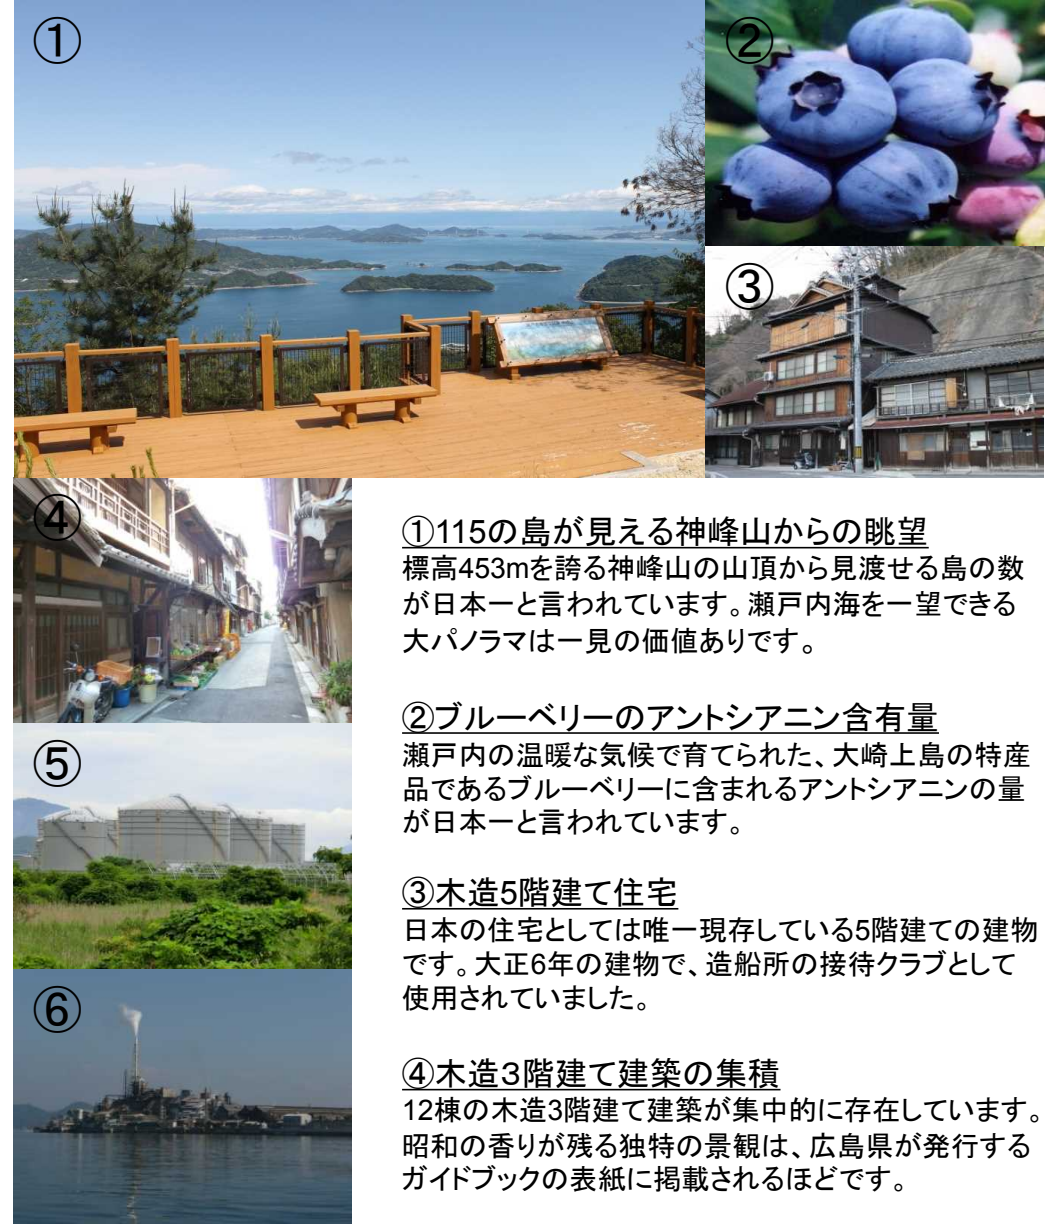 ①
②
③
④
⑤
⑥
①115の島が見える神峰山からの眺望
標高453mを誇る神峰山の山頂から見渡せる島の数
が日本一と言われています。瀬戸内海を一望できる
大パノラマは一見の価値ありです。
②ブルーベリーのアントシアニン含有量
瀬戸内の温暖な気候で育てられた、大崎上島の特産
品であるブルーベリーに含まれるアントシアニンの量
が日本一と言われています。
③木造5階建て住宅
日本の住宅としては唯一現存している5階建ての建物
です。大正6年の建物で、造船所の接待クラブとして
使用されていました。
④木造３階建て建築の集積
12棟の木造3階建て建築が集中的に存在しています。
昭和の香りが残る独特の景観は、広島県が発行する
ガイドブックの表紙に掲載されるほどです。